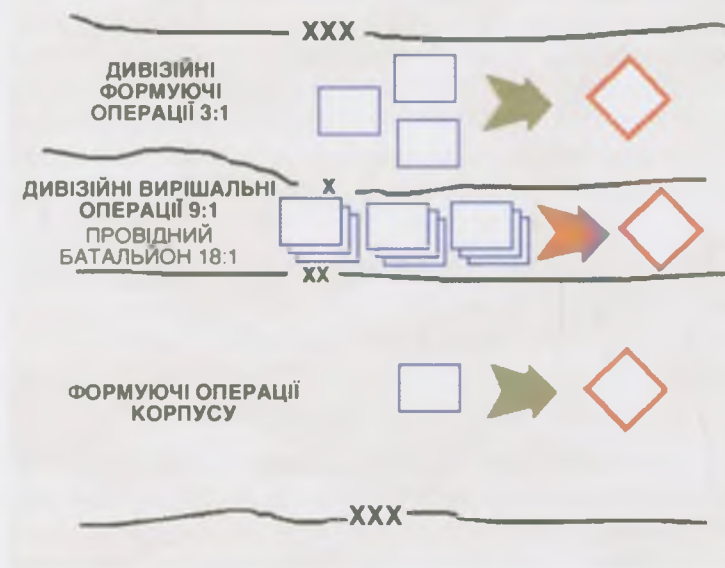 XXX
ДИВІЗІЙНІ
ФОРМУЮЧІ
ОПЕРАЦІЇ 3:1
ДИВІЗІЙНІ ВИРІШАЛЬНІ
ОПЕРАЦІЇ 9:1
ПРОВІДНИЙ
БАТАЛЬЙОН 18:1
X
XX
ФОРМУЮЧІ ОПЕРАЦІЇ
КОРПУСУ
XXX